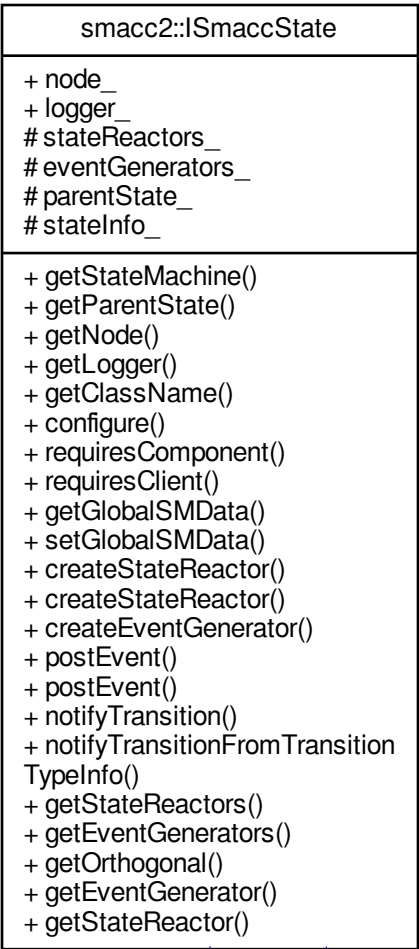 smacc2::ISmaccState
+ node_
+ logger_
# stateReactors_
# eventGenerators_
# parentState_
# stateInfo_
+ getStateMachine()
+ getParentState()
+ getNode()
+ getLogger()
+ getClassName()
+ configure()
+ requiresComponent()
+ requiresClient()
+ getGlobalSMData()
+ setGlobalSMData()
+ createStateReactor()
+ createStateReactor()
+ createEventGenerator()
+ postEvent()
+ postEvent()
+ notifyTransition()
+ notifyTransitionFromTransition
TypeInfo()
+ getStateReactors()
+ getEventGenerators()
+ getOrthogonal()
+ getEventGenerator()
+ getStateReactor()